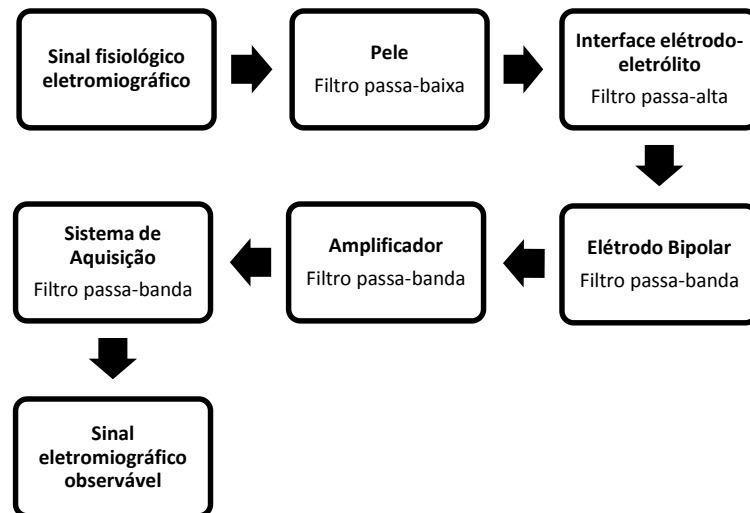 Sinal fisiológico
eletromiográfico
Pele
Filtro passa-baixa
Interface elétrodo-
eletrólito
Filtro passa-alta
Elétrodo Bipolar
Filtro passa-banda
Amplificador
Filtro passa-banda
Sistema de
Aquisição
Filtro passa-banda
Sinal
eletromiográfico
observável